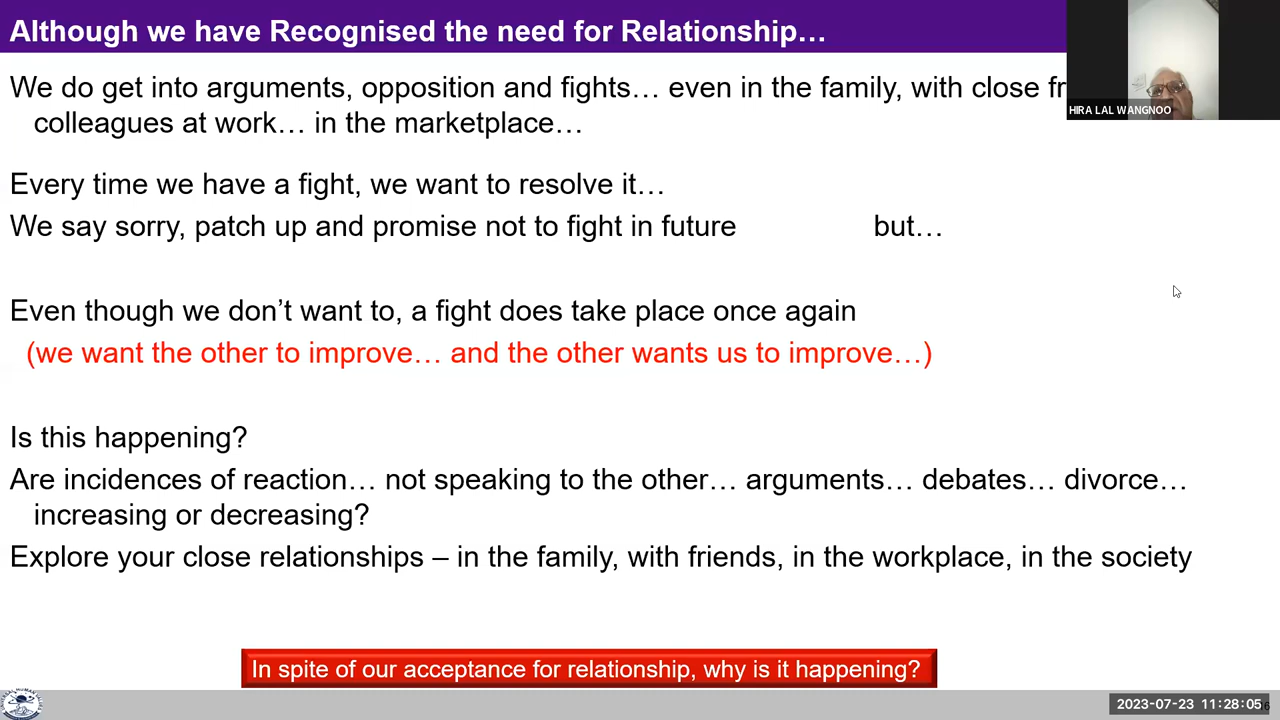 Although we have Recognised the need for Relationship…
HIRA LAL WANGNOO
We do get into arguments, opposition and fights… even in the family, with close
colleagues at work… in the marketplace…
Every time we have a fight, we want to resolve it…
We say sorry, patch up and promise not to fight in future but…
Even though we don’t want to, a fight does take place once again
(we want the other to improve… and the other wants us to improve…)
Is this happening?
Are incidences of reaction… not speaking to the other… arguments… debates… divorce…
increasing or decreasing?
Explore your close relationships – in the family, with friends, in the workplace, in the society
In spite of our acceptance for relationship, why is it happening?
2023-07-23 11:28:05